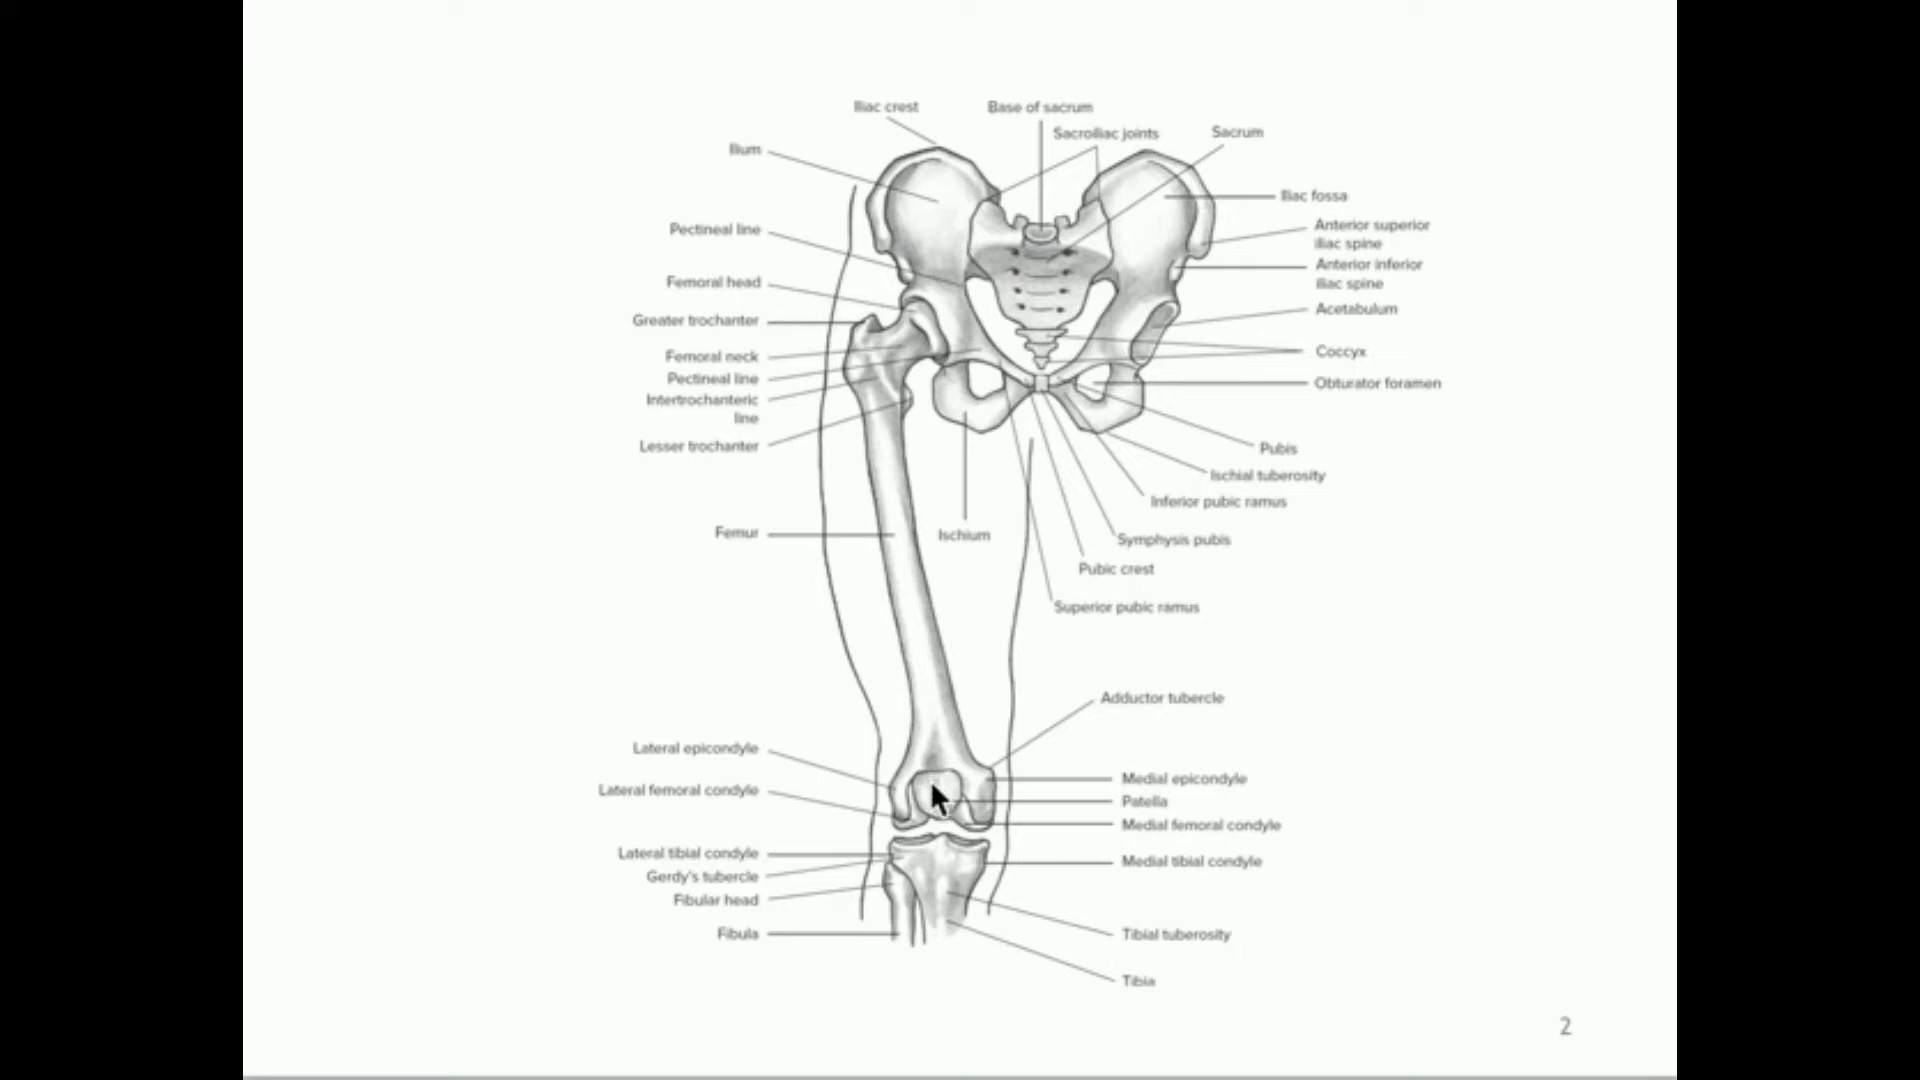 Iliac crest
Base of sacrum
Sacroiliac joints
Sacrum
Ilium
Iliac fossa
Anterior superior
iliac spine
Pectineal line
Anterior inferior
iliac spine
Femoral head
Acetabulum
Greater trochanter
Coccyx
Femoral neck
Pectineal line
Obturator foramen
Intertrochanteric
line
Lesser trochanter
Pubis
Ischial tuberosity
Inferior pubic ramus
Femur
Ischium
Symphysis pubis
Pubic crest
Superior pubic ramus
Adductor tubercle
Lateral epicondyle
Medial epicondyle
Lateral femoral condyle
Patella
Medial femoral condyle
Lateral tibial condyle
Medial tibial condyle
Gerdy's tubercle
Fibular head
Fibula
Tibial tuberosity
Tibia
2